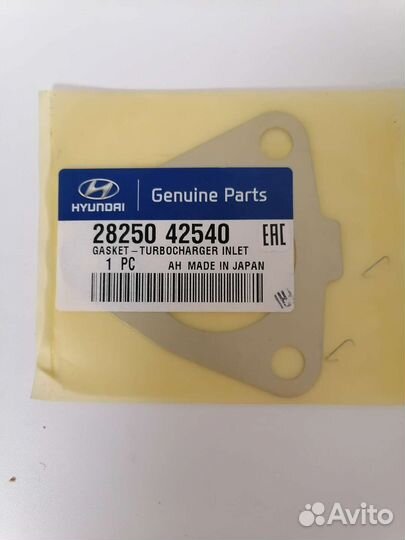 HYUNDAI
Genuine Parts
28250 42540
EAC
GASKET-TURBOCHARGER INLET
1 PC
AH MADE IN JAPAN
Avito